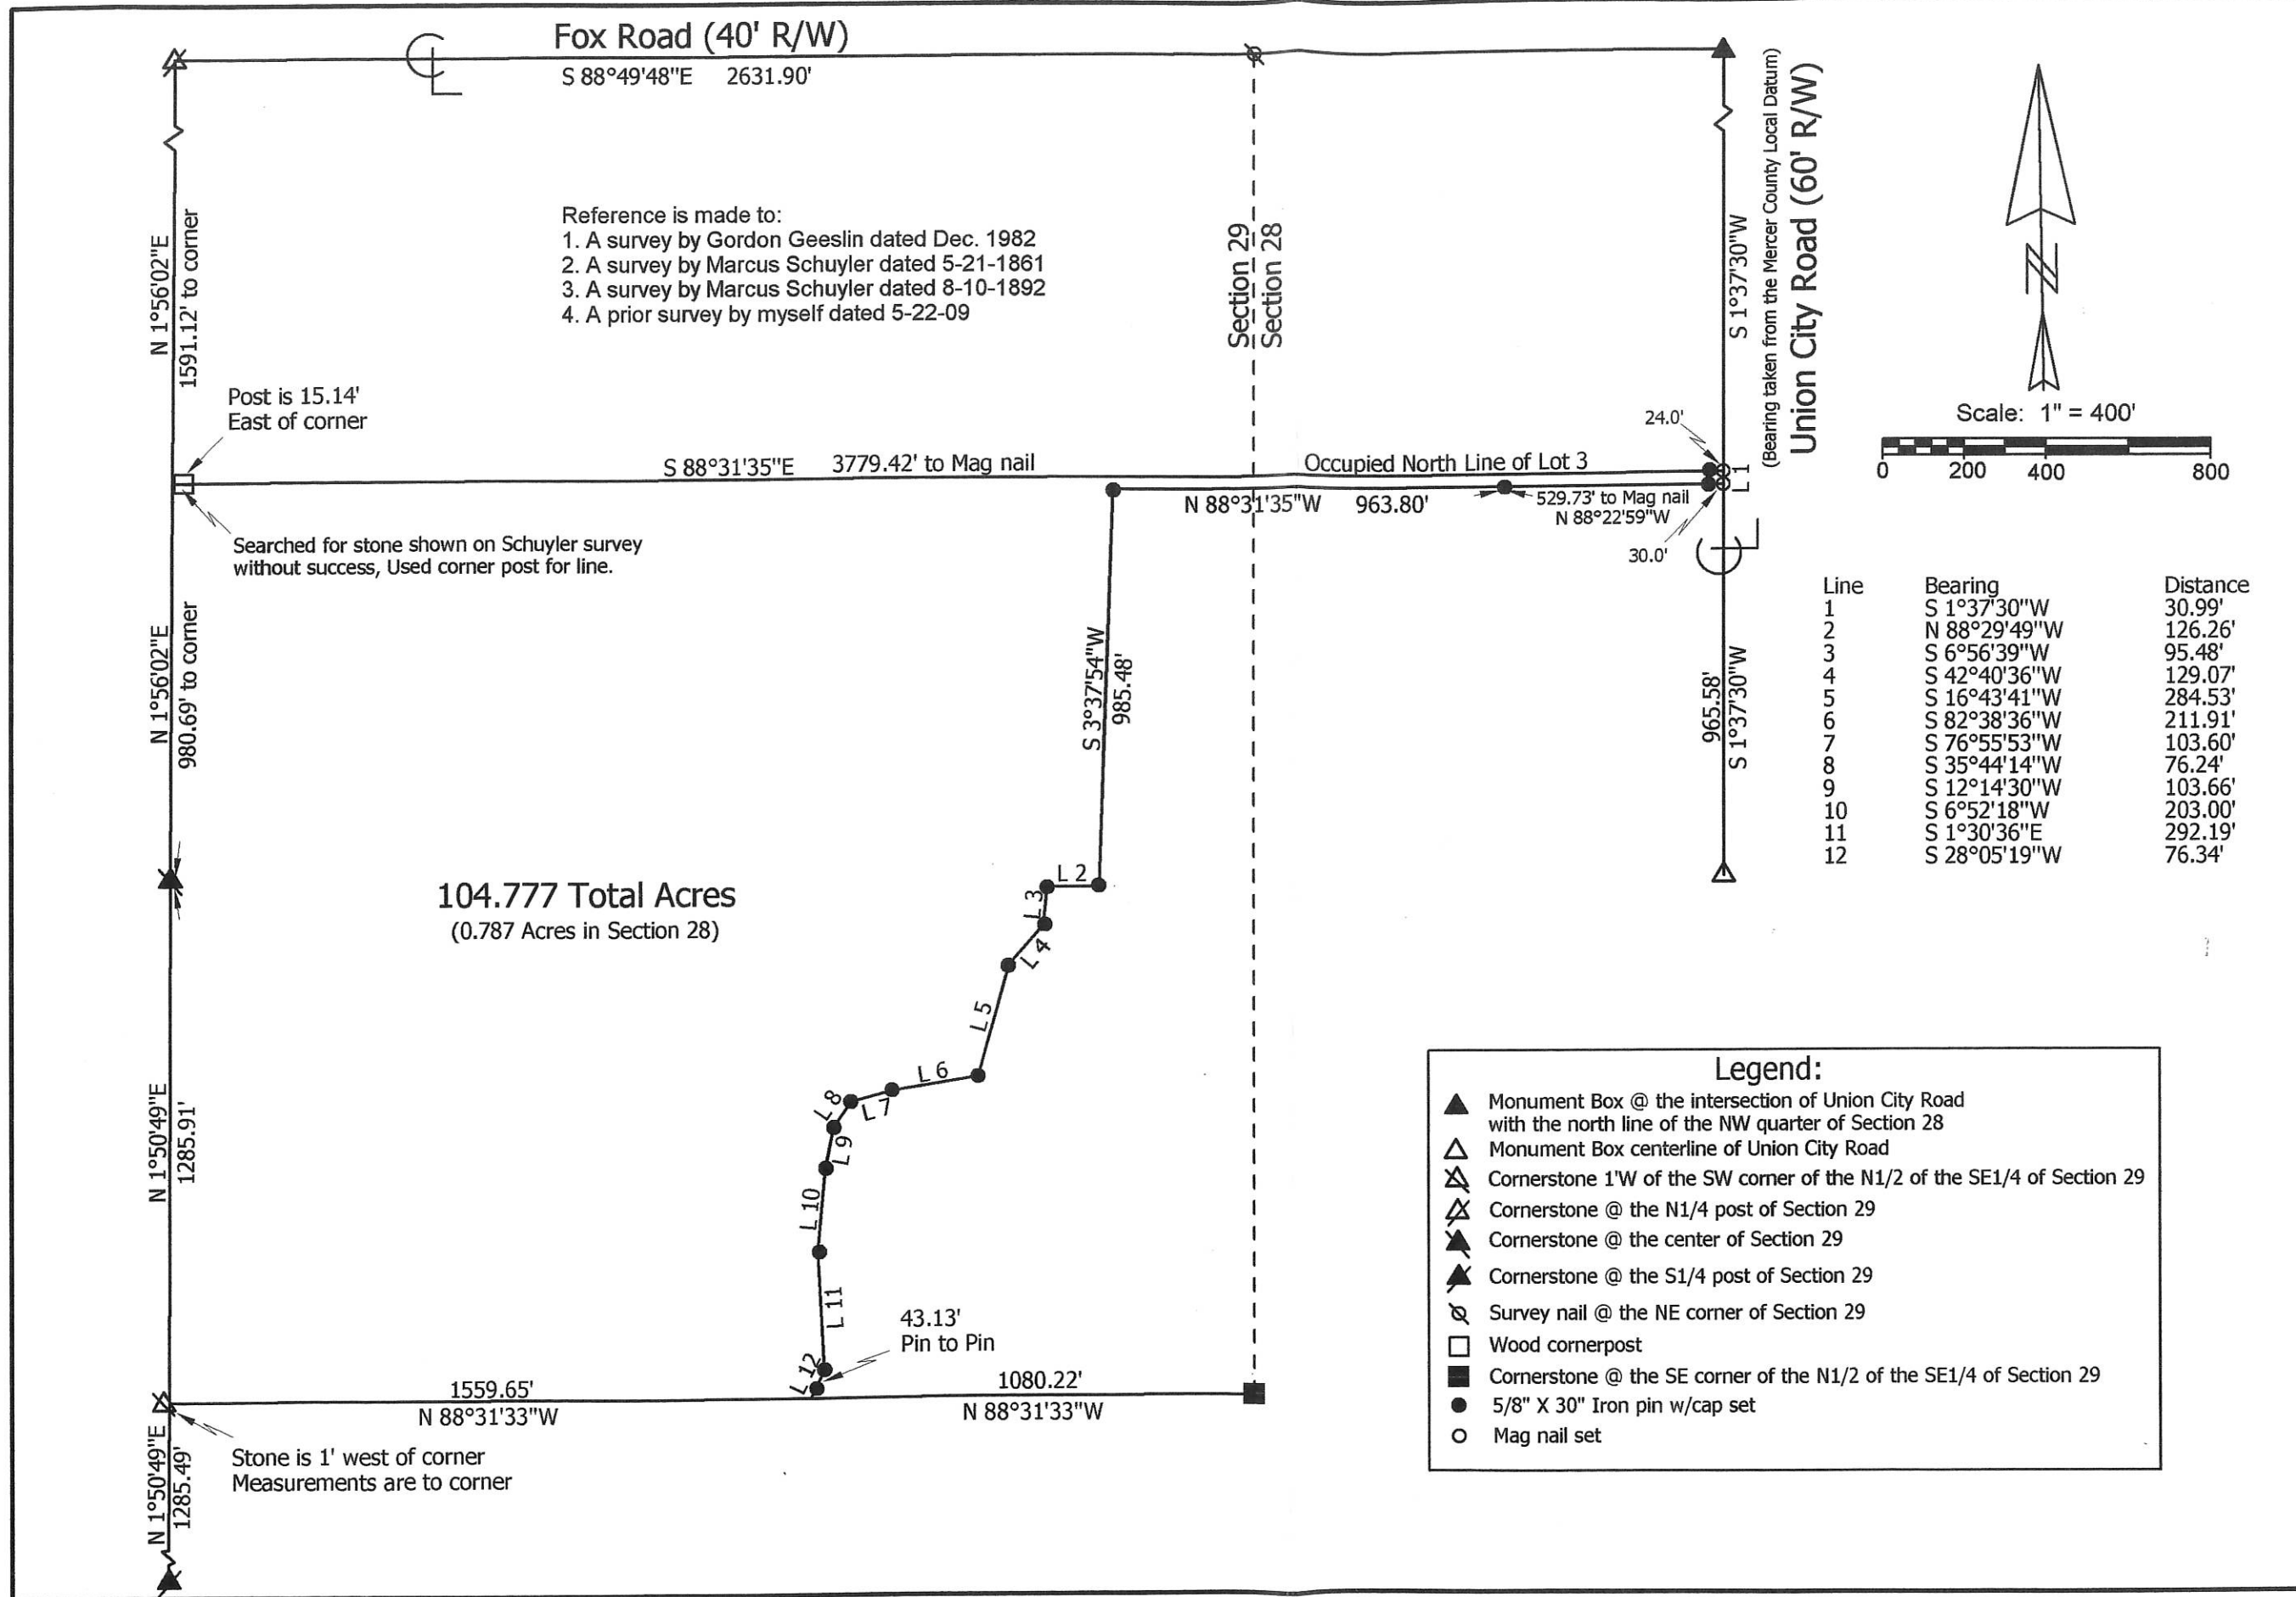 Fox Road (40' R/W)
S 88°49'48"E 2631.90'
Reference is made to:
1. A survey by Gordon Geeslin dated Dec. 1982
2. A survey by Marcus Schuyler dated 5-21-1861
3. A survey by Marcus Schuyler dated 8-10-1892
4. A prior survey by myself dated 5-22-09
N 1°56'02"E
1591.12' to corner
Section 29
Section 28
S 1°37'30"W
(Bearing taken from the Mercer County Local Datum)
Union City Road (60' R/W)
N
Scale: 1" = 400'
0 200 400 800
Post is 15.14'
East of corner
24.0'
S 88°31'35"E 3779.42' to Mag nail
Occupied North Line of Lot 3
L 1
N 88°31'35"W 963.80'
529.73' to Mag nail
N 88°22'59"W
30.0'
Searched for stone shown on Schuyler survey
without success, Used corner post for line.
Line Bearing Distance
1 S 1°37'30"W 30.99'
2 N 88°29'49"W 126.26'
3 S 6°56'39"W 95.48'
4 S 42°40'36"W 129.07'
5 S 16°43'41"W 284.53'
6 S 82°38'36"W 211.91'
7 S 76°55'53"W 103.60'
8 S 35°44'14"W 76.24'
9 S 12°14'30"W 103.66'
10 S 6°52'18"W 203.00'
11 S 1°30'36"E 292.19'
12 S 28°05'19"W 76.34'
N 1°56'02"E
980.69' to corner
S 3°37'54"W
985.48'
965.58'
S 1°37'30"W
104.777 Total Acres
(0.787 Acres in Section 28)
L 2
L 3
L 4
L 5
L 6
L 7
L 8
L 9
L 10
L 11
L 12
43.13'
Pin to Pin
N 1°50'49"E
1285.91'
1559.65'
N 88°31'33"W
1080.22'
N 88°31'33"W
N 1°50'49"E
1285.49'
Stone is 1' west of corner
Measurements are to corner
Legend:
Monument Box @ the intersection of Union City Road
with the north line of the NW quarter of Section 28
Monument Box centerline of Union City Road
Cornerstone 1'W of the SW corner of the N1/2 of the SE1/4 of Section 29
Cornerstone @ the N1/4 post of Section 29
Cornerstone @ the center of Section 29
Cornerstone @ the S1/4 post of Section 29
Survey nail @ the NE corner of Section 29
Wood cornerpost
Cornerstone @ the SE corner of the N1/2 of the SE1/4 of Section 29
5/8" X 30" Iron pin w/cap set
Mag nail set